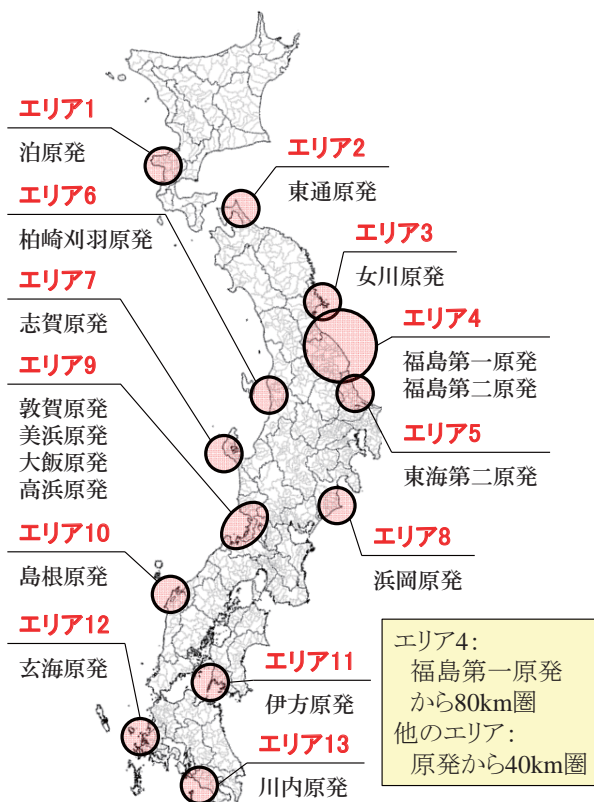 エリア1
泊原発
エリア2
東通原発
エリア6
柏崎刈羽原発
エリア3
女川原発
エリア7
志賀原発
エリア4
福島第一原発
福島第二原発
エリア9
敦賀原発
美浜原発
大飯原発
高浜原発
エリア5
東海第二原発
エリア10
島根原発
エリア8
浜岡原発
エリア12
玄海原発
エリア11
伊方原発
エリア13
川内原発
エリア4:
福島第一原発
から80km圏
他のエリア:
原発から40km圏